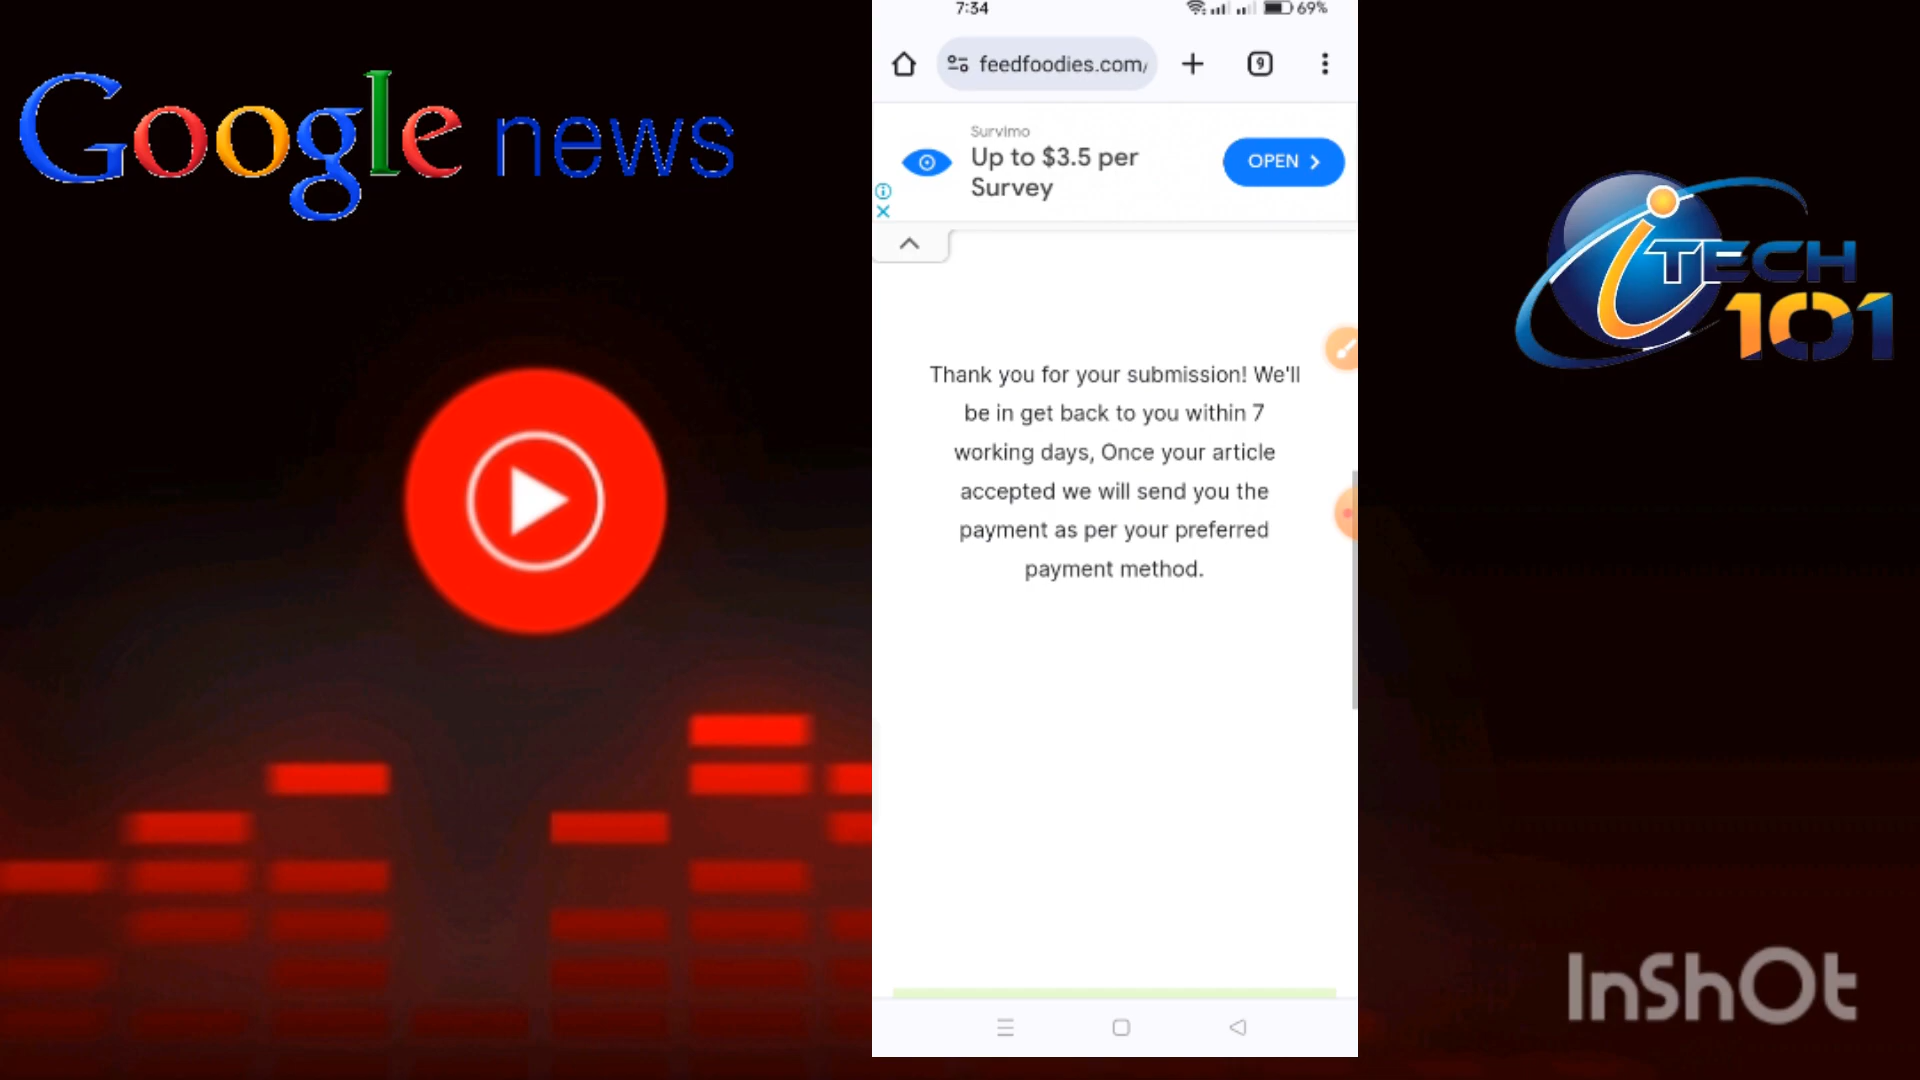 Google news
7:34
69%
feedfoodies.com/
9
Survimo
Up to $3.5 per
Survey
OPEN
Thank you for your submission! We'll
be in get back to you within 7
working days, Once your article
accepted we will send you the
payment as per your preferred
payment method.
iTECH
101
InShOt